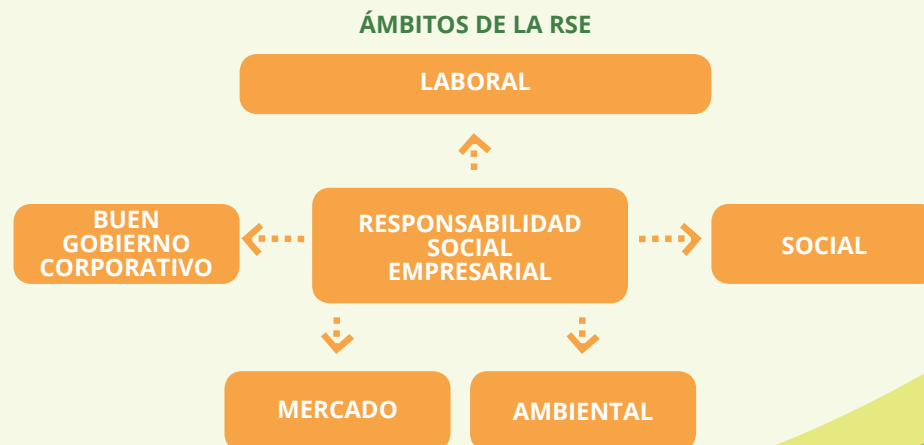 ÁMBITOS DE LA RSE
LABORAL
BUEN
GOBIERNO
CORPORATIVO
RESPONSABILIDAD
SOCIAL
EMPRESARIAL
SOCIAL
MERCADO
AMBIENTAL